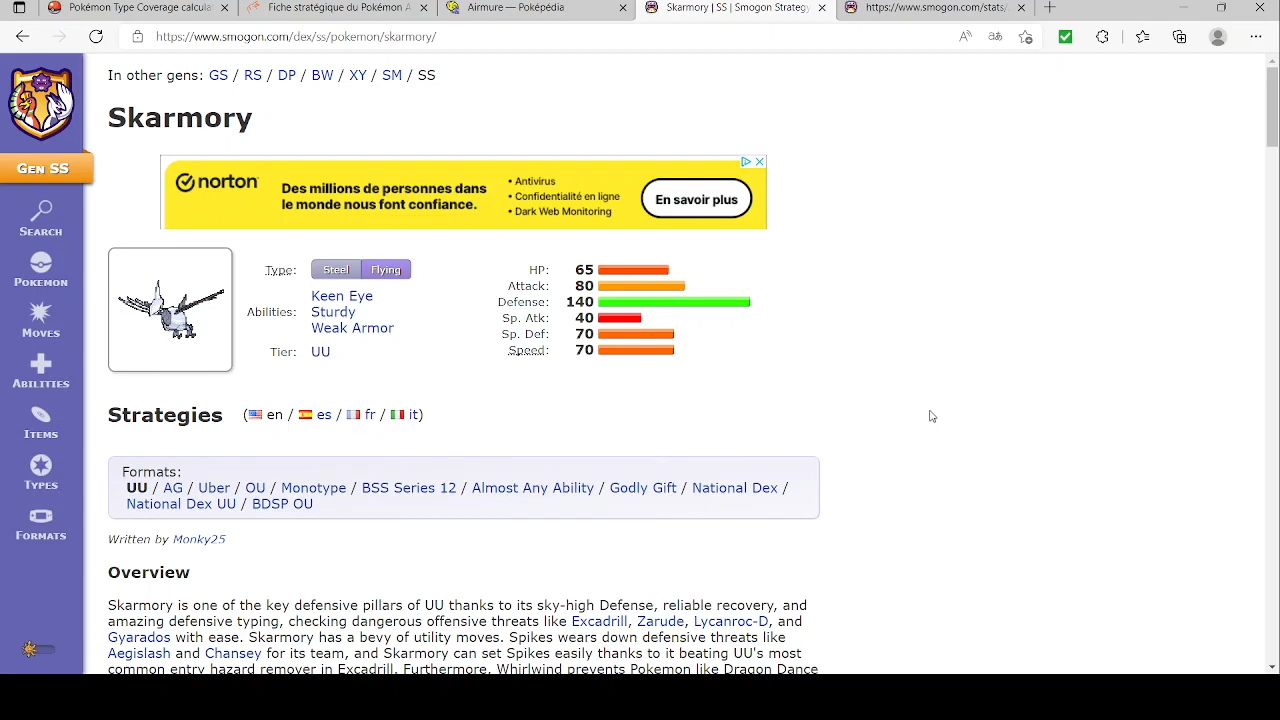 Pokémon Type Coverage calcula
Fiche stratégique du Pokémon A
Airmure — Poképédia
Skarmory | SS | Smogon Strategy
https://www.smogon.com/stats/
https://www.smogon.com/dex/ss/pokemon/skarmory/
In other gens: GS / RS / DP / BW / XY / SM / SS
Skarmory
GEN SS
norton
Des millions de personnes dans
le monde nous font confiance.
• Antivirus
• Confidentialité en ligne
• Dark Web Monitoring
En savoir plus
SEARCH
POKEMON
MOVES
ABILITIES
ITEMS
TYPES
FORMATS
Type: Steel Flying
Abilities: Keen Eye
Sturdy
Weak Armor
Tier: UU
HP: 65
Attack: 80
Defense: 140
Sp. Atk: 40
Sp. Def: 70
Speed: 70
Strategies (en / es / fr / it)
Formats:
UU / AG / Uber / OU / Monotype / BSS Series 12 / Almost Any Ability / Godly Gift / National Dex /
National Dex UU / BDSP OU
Written by Monky25
Overview
Skarmory is one of the key defensive pillars of UU thanks to its sky-high Defense, reliable recovery, and
amazing defensive typing, checking dangerous offensive threats like Excadrill, Zarude, Lycanroc-D, and
Gyarados with ease. Skarmory has a bevy of utility moves. Spikes wears down defensive threats like
Aegislash and Chansey for its team, and Skarmory can set Spikes easily thanks to it beating UU's most
common entry hazard remover in Excadrill. Furthermore, Whirlwind prevents Pokemon like Dragon Dance